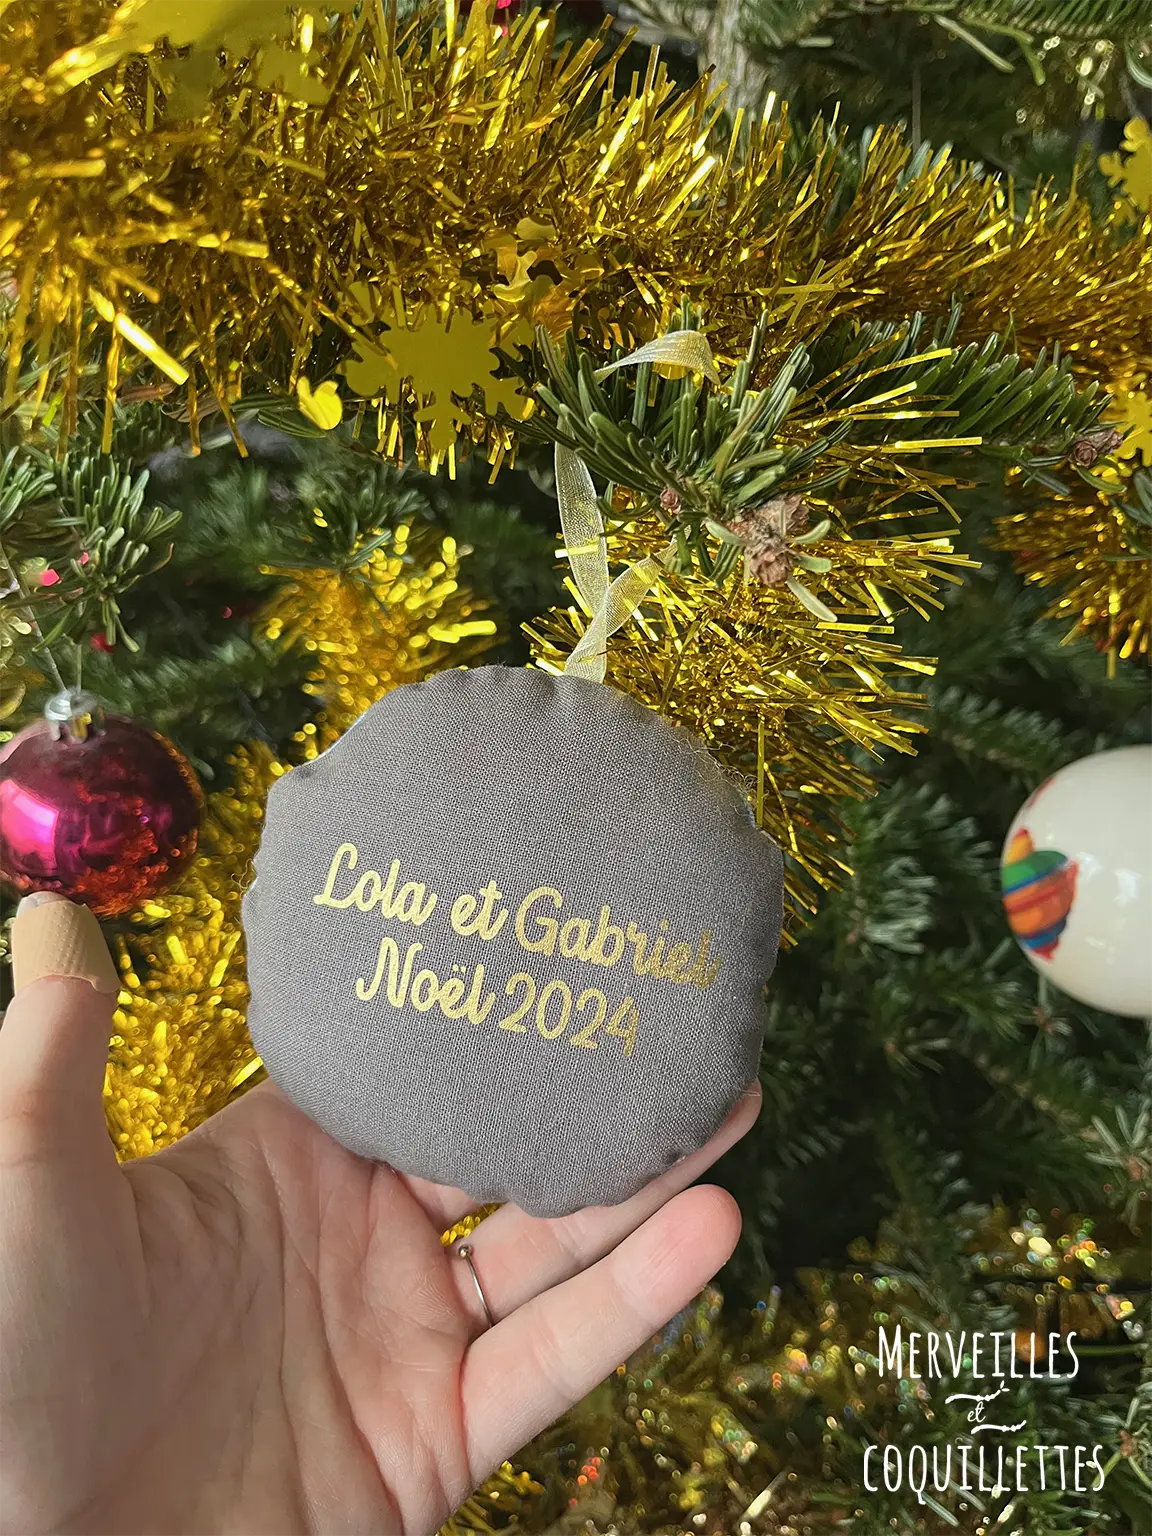 Lola et Gabriel
Noël 2024
MERVEILLES
et
COQUILLETTES